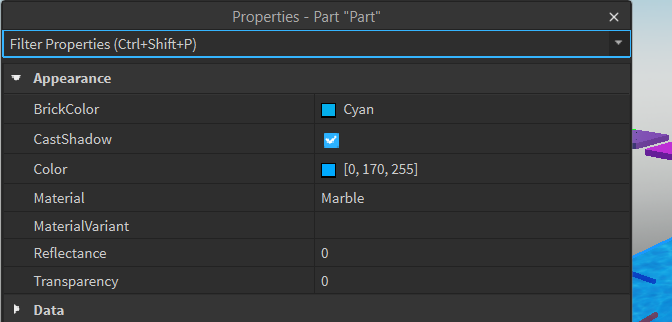 Properties - Part "Part"
Filter Properties (Ctrl+Shift+P)
Appearance
BrickColor Cyan
CastShadow
Color [0, 170, 255]
Material Marble
MaterialVariant
Reflectance 0
Transparency 0
Data